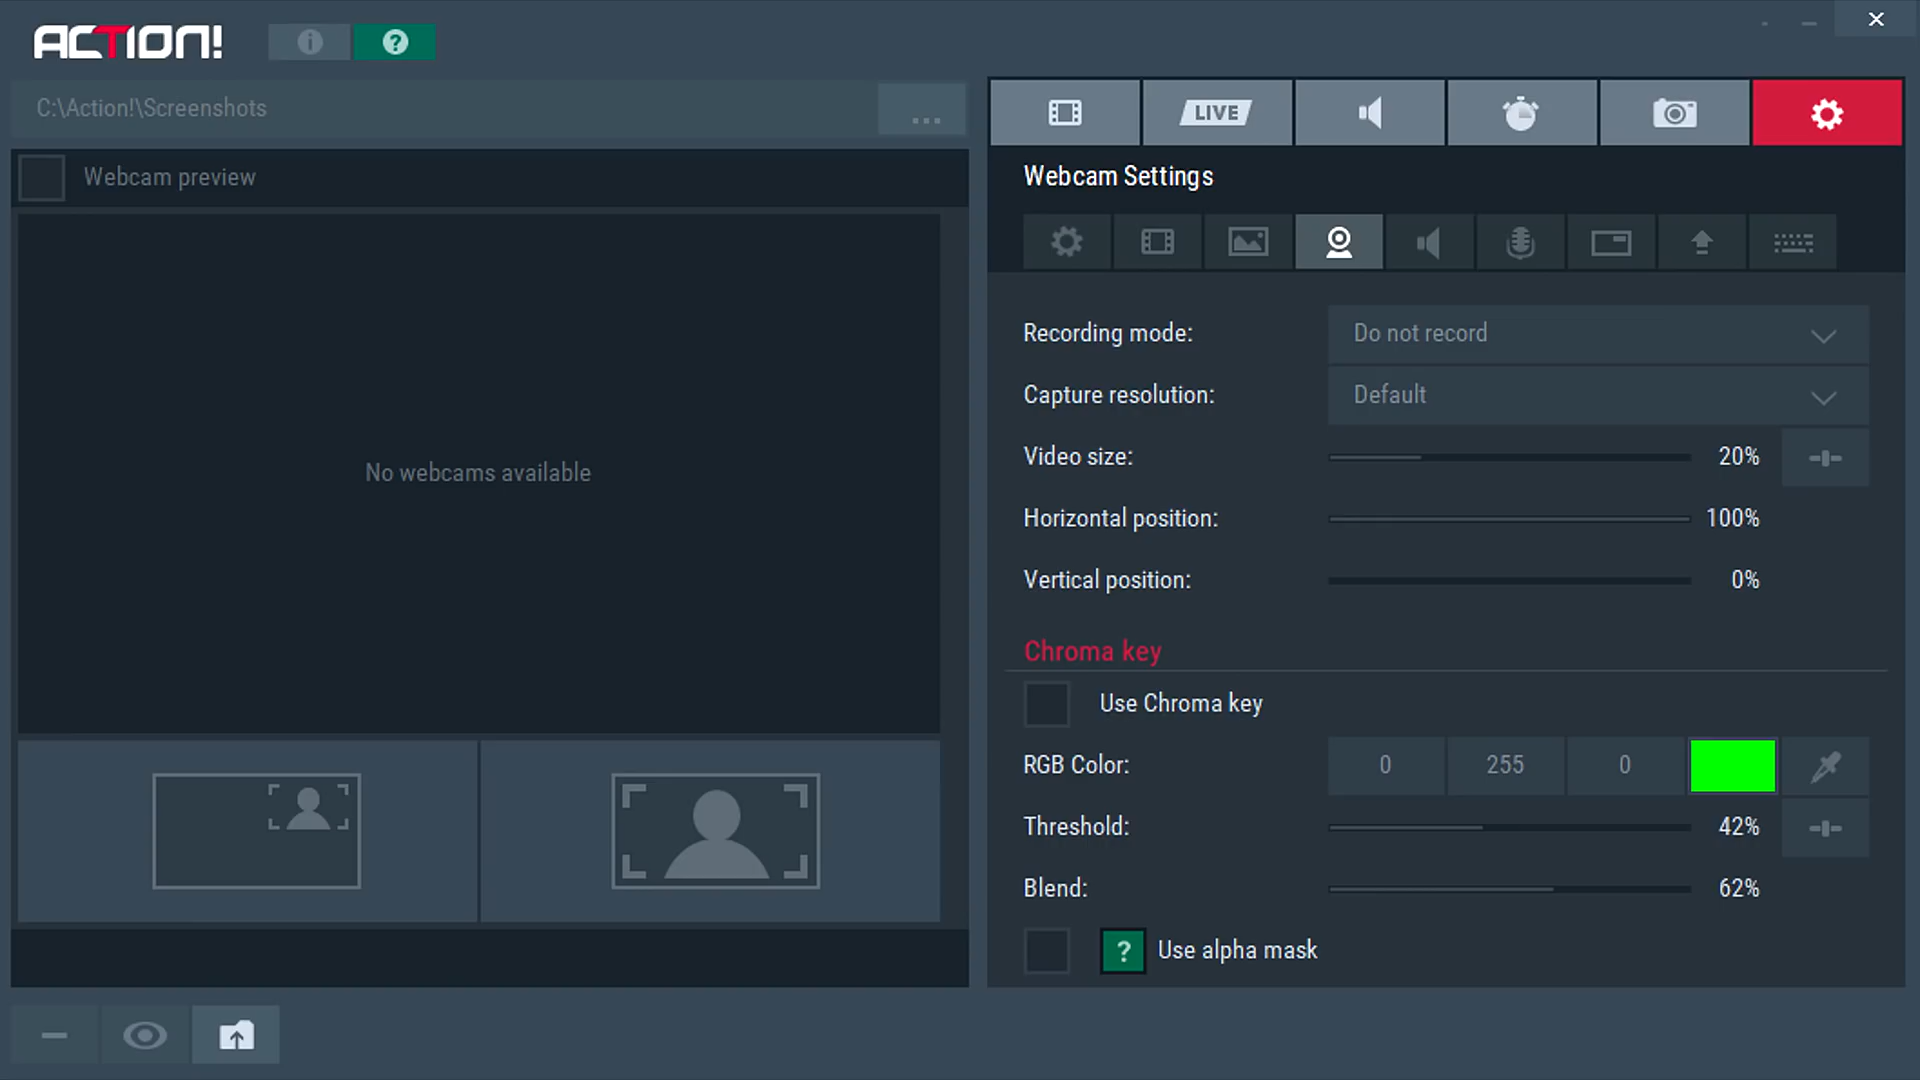 ACTION!
C:\Action!\Screenshots
...
LIVE
Webcam preview
Webcam Settings
No webcams available
Recording mode: Do not record
Capture resolution: Default
Video size: 20%
Horizontal position: 100%
Vertical position: 0%
Chroma key
Use Chroma key
RGB Color: 0 255 0
Threshold: 42%
Blend: 62%
? Use alpha mask